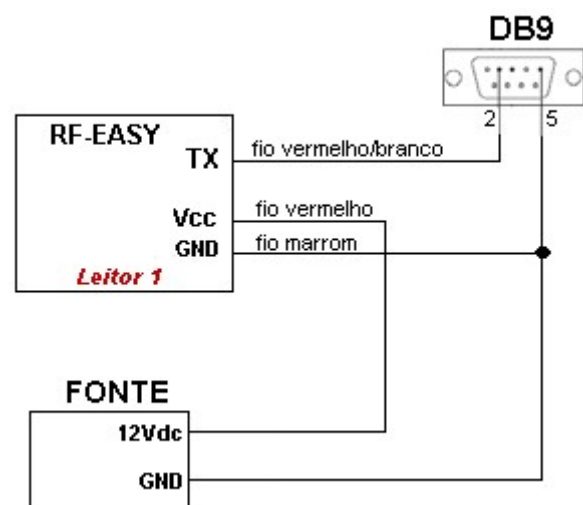 DB9
2 5
RF-EASY
TX
fio vermelho/branco
Vcc
fio vermelho
GND
fio marrom
Leitor 1
FONTE
12Vdc
GND